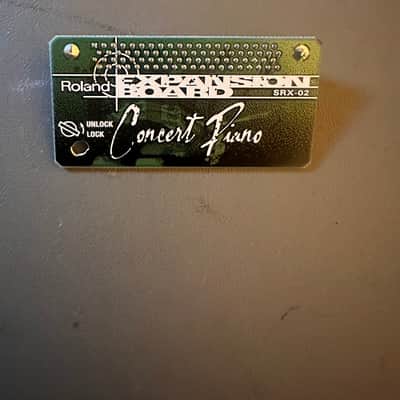 Roland EXPANSION
BOARD SRX-02
Concert Piano
UNLOCK
LOCK